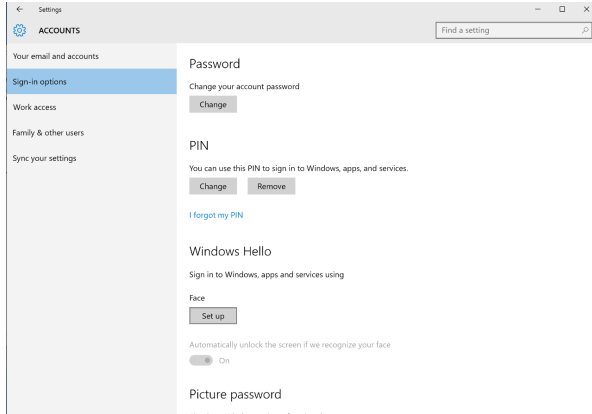 Settings
ACCOUNTS
Find a setting
Your email and accounts
Sign-in options
Work access
Family & other users
Sync your settings
Password
Change your account password
Change
PIN
You can use this PIN to sign in to Windows, apps, and services.
Change Remove
I forgot my PIN
Windows Hello
Sign in to Windows, apps and services using
Face
Set up
Automatically unlock the screen if we recognize your face
On
Picture password